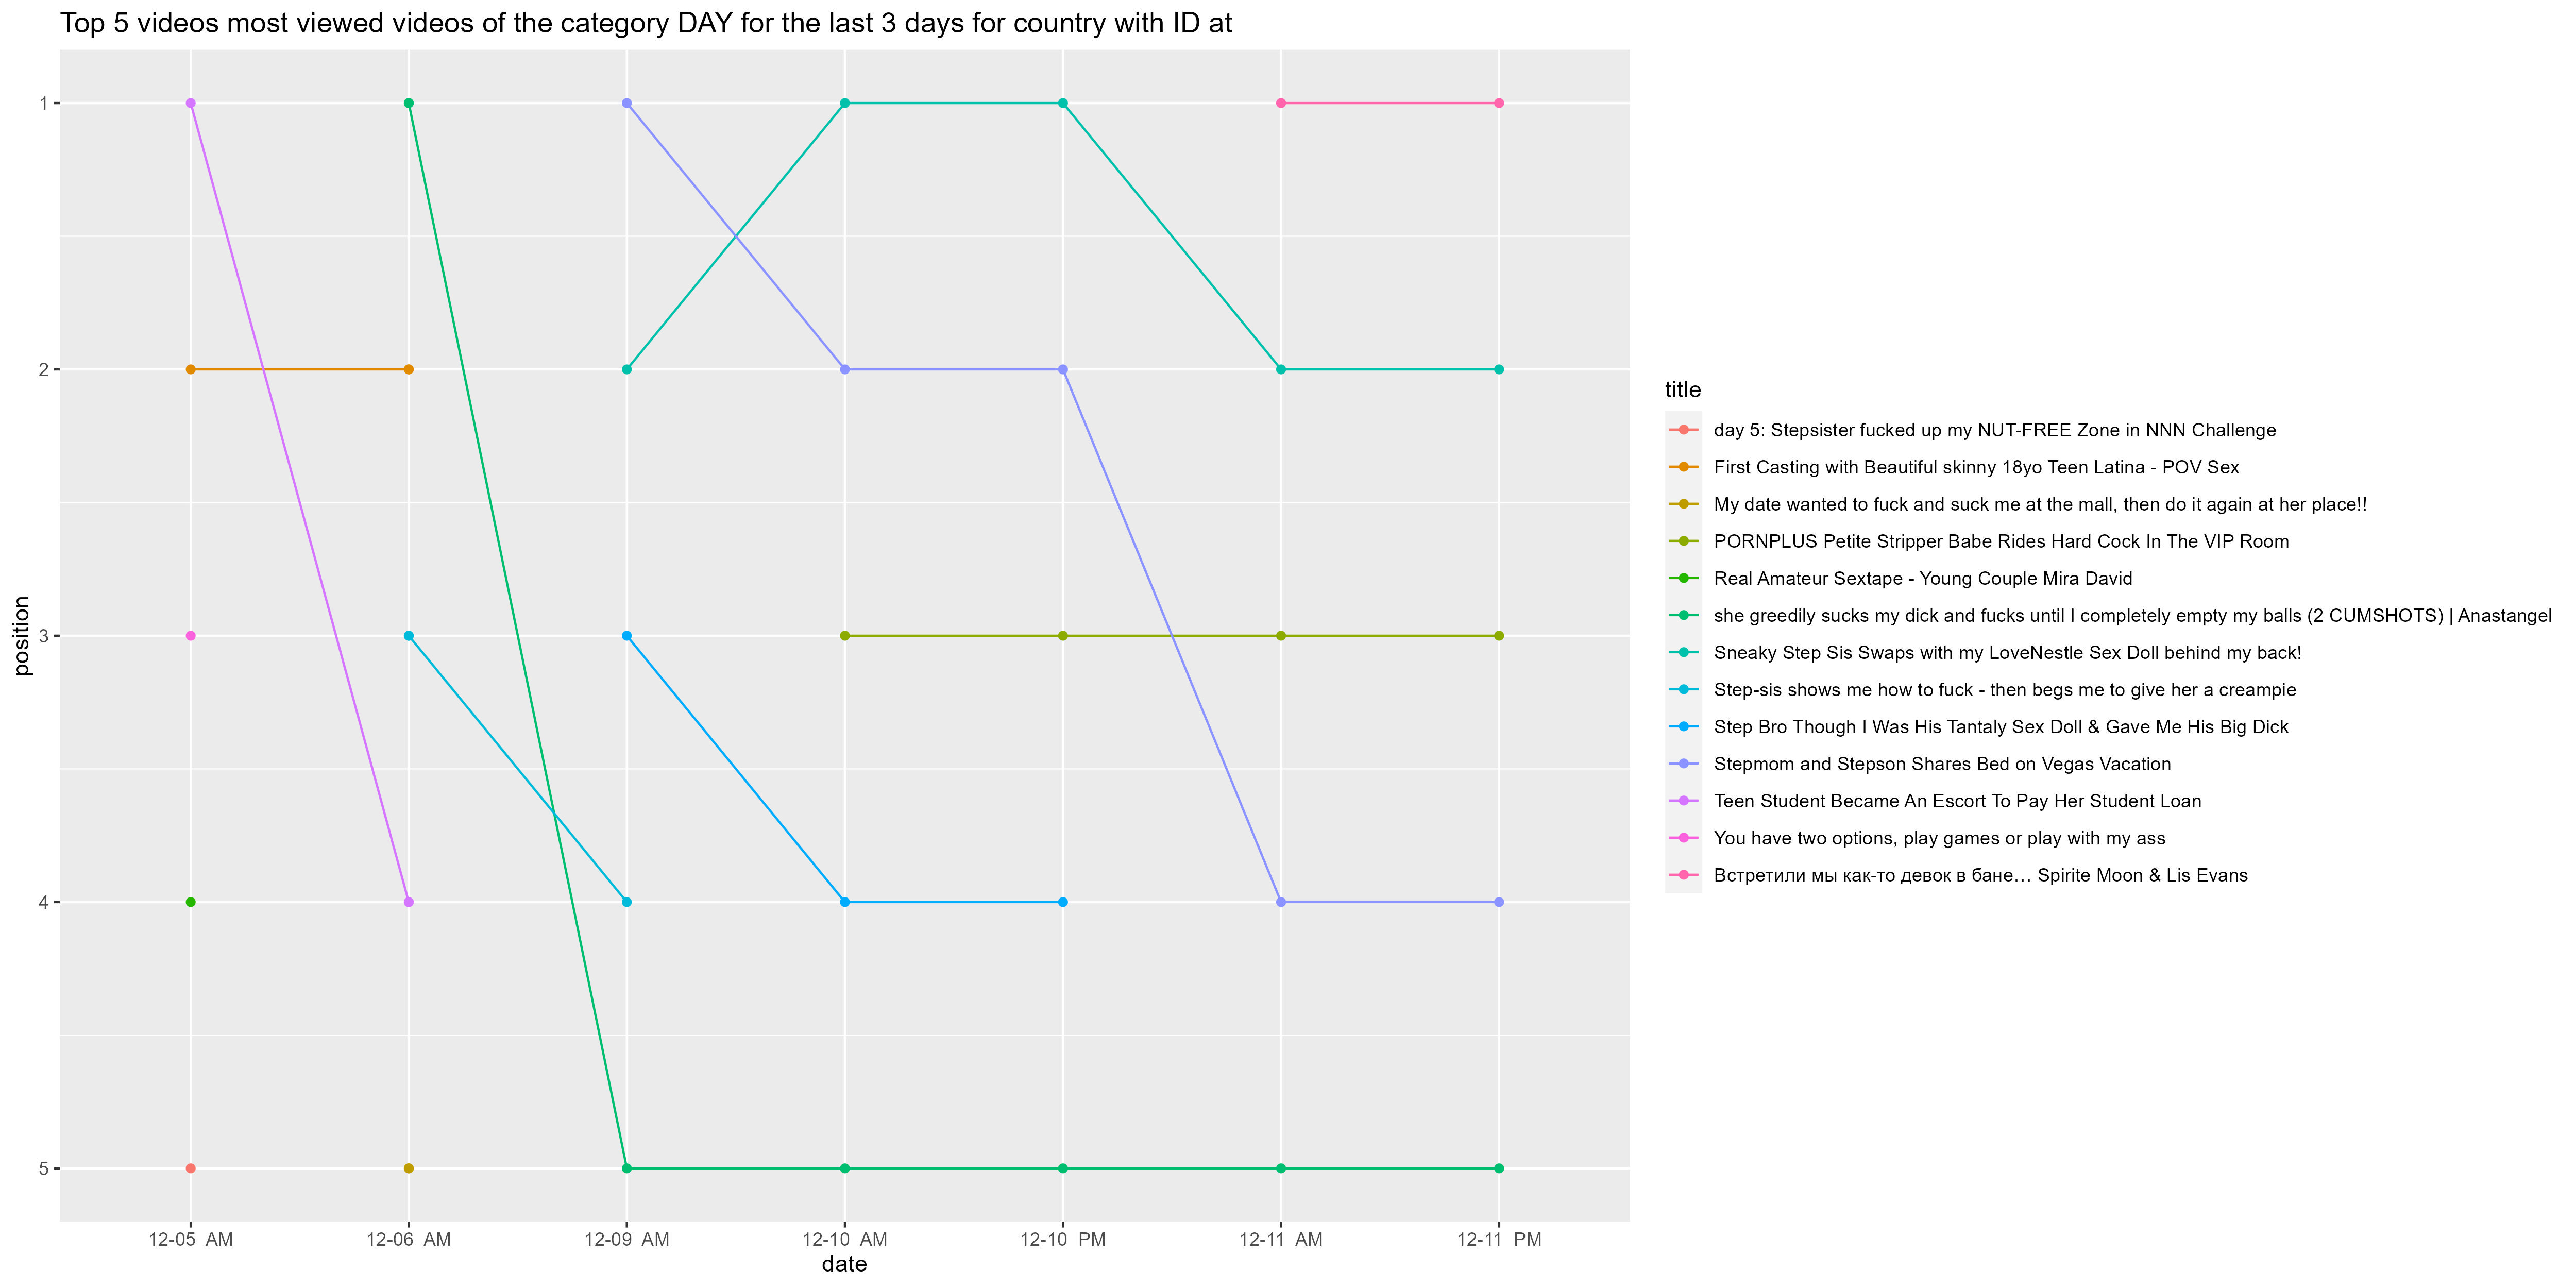 Top 5 videos most viewed videos of the category DAY for the last 3 days for country with ID at
position
1
2
3
4
5
12-05 AM
12-06 AM
12-09 AM
12-10 AM
12-10 PM
12-11 AM
12-11 PM
date
title
day 5: Stepsister fucked up my NUT-FREE Zone in NNN Challenge
First Casting with Beautiful skinny 18yo Teen Latina - POV Sex
My date wanted to fuck and suck me at the mall, then do it again at her place!!
PORNPLUS Petite Stripper Babe Rides Hard Cock In The VIP Room
Real Amateur Sextape - Young Couple Mira David
she greedily sucks my dick and fucks until I completely empty my balls (2 CUMSHOTS) | Anastangel
Sneaky Step Sis Swaps with my LoveNestle Sex Doll behind my back!
Step-sis shows me how to fuck - then begs me to give her a creampie
Step Bro Though I Was His Tantaly Sex Doll & Gave Me His Big Dick
Stepmom and Stepson Shares Bed on Vegas Vacation
Teen Student Became An Escort To Pay Her Student Loan
You have two options, play games or play with my ass
Встретили мы как-то девок в бане… Spirite Moon & Lis Evans